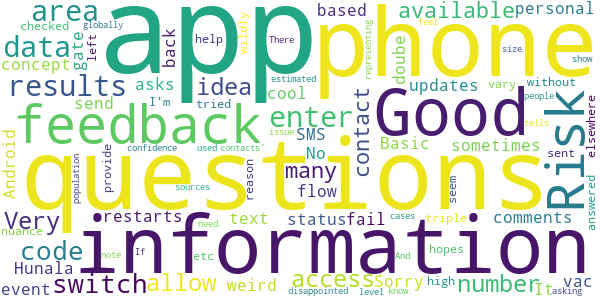 app
phone
questions
information
feedback
Good
Risk
area
data
concept
checked
globally
left
gate
back
help
tried
wildly
There
based
feel
representing
available
personal
size
show
doube
results
asks
idea
I'm
send
cool
estimated
updates
vary
without
people
elsewhere
enter
SMS
issue
contact
Basic
sometimes
tells
sent
Android
population
confidence
provide
used
contacts'
reason
No
many
flow
seem
answered
sources
Very
restarts
text
status
fail
cases
triple
comments
nuance
code
note
If
need
etc
access
And
hopes
Hunala
switch
allow
weird
Sorry
high
number
It
vac
event
disappointed
level
know
asking